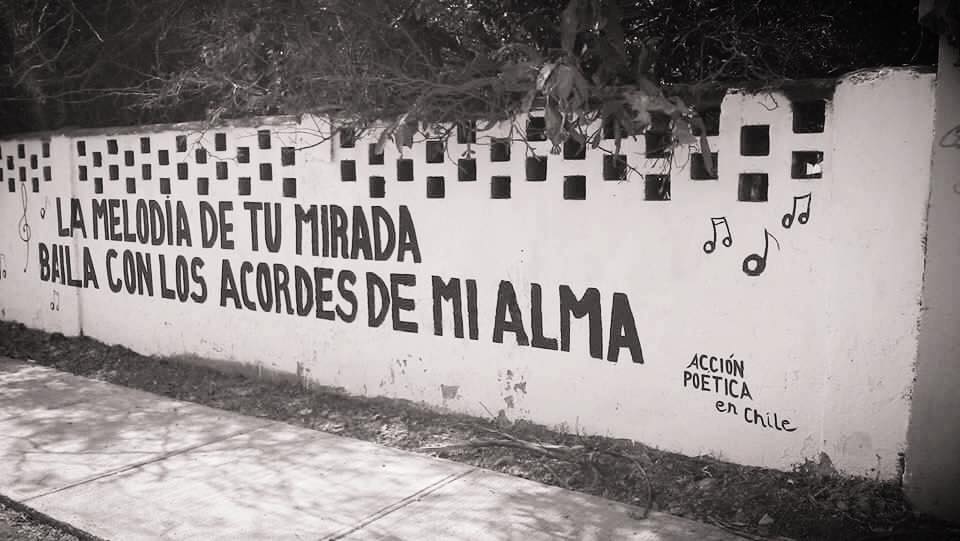 LA MELODÍA DE TU MIRADA
BAILA CON LOS ACORDES DE MI ALMA
ACCIÓN
POÉTICA
en Chile